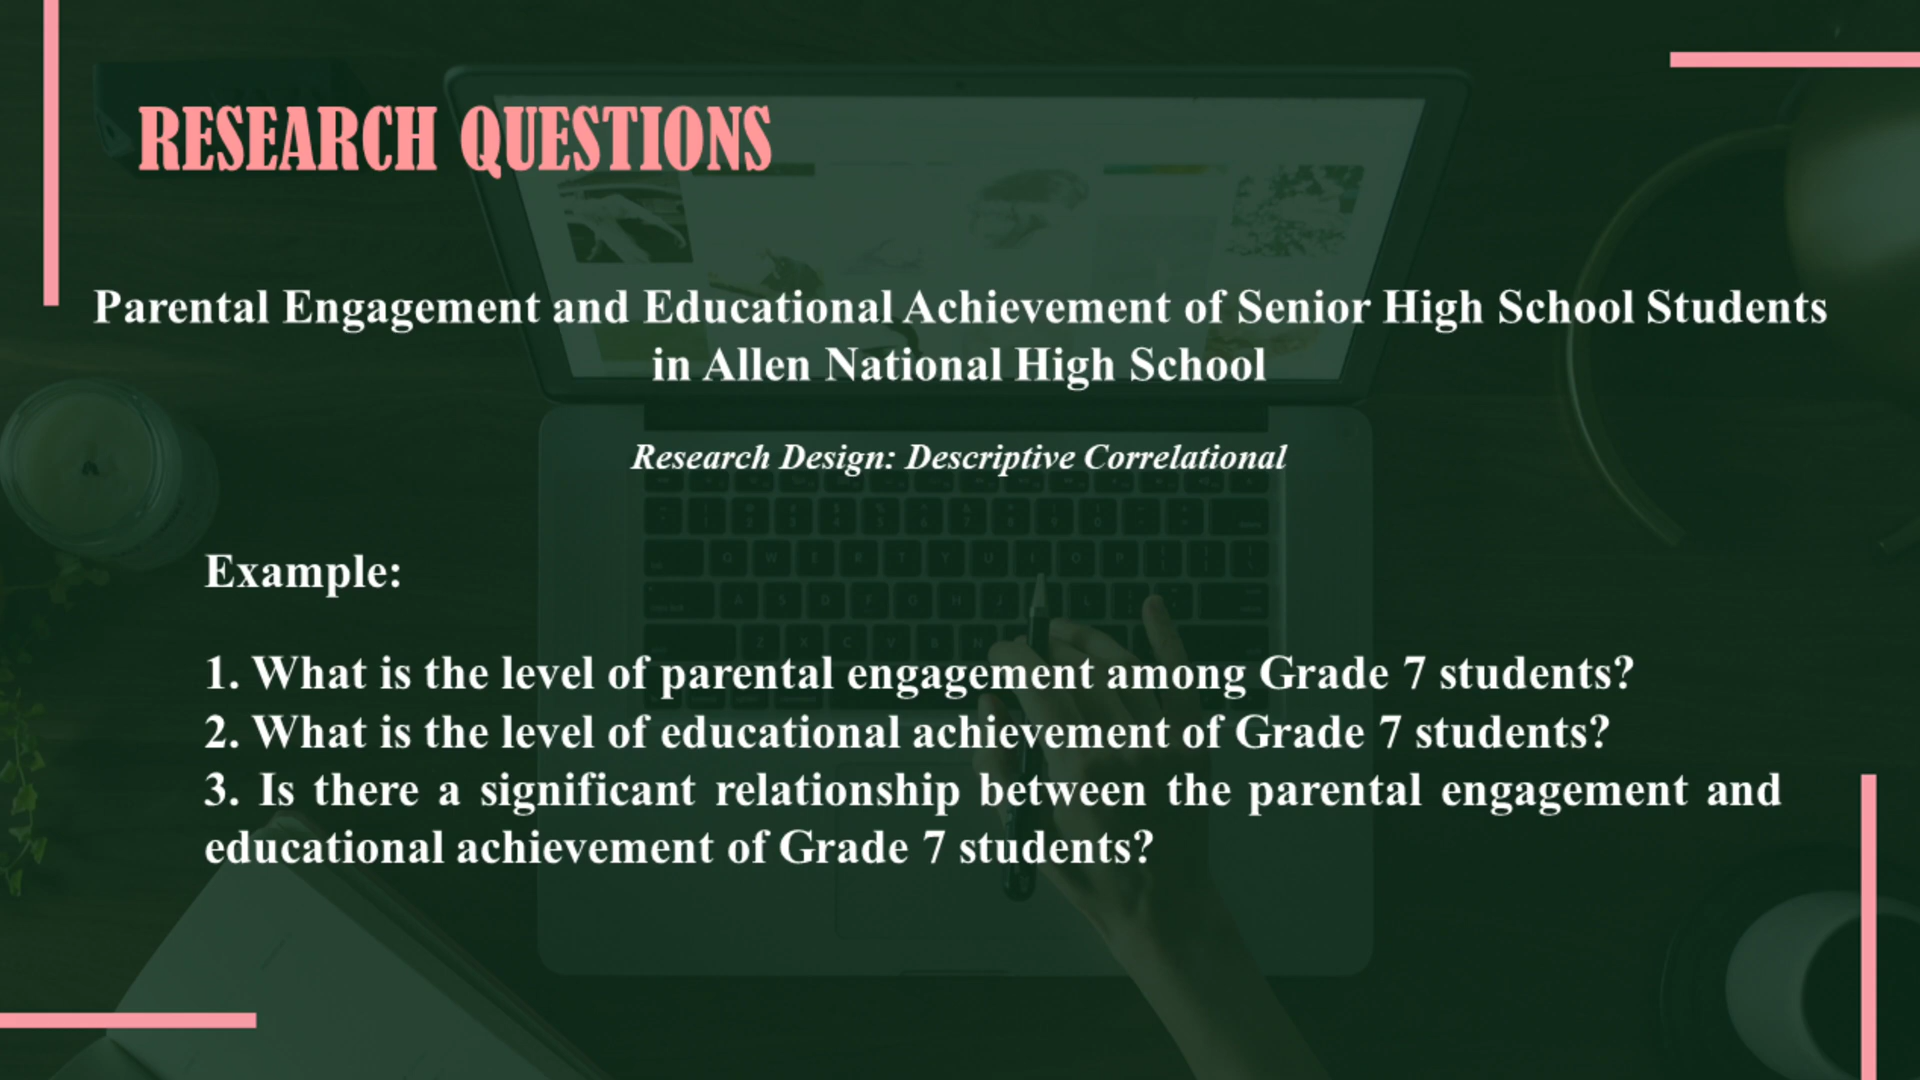 RESEARCH QUESTIONS
Parental Engagement and Educational Achievement of Senior High School Students
in Allen National High School
Research Design: Descriptive Correlational
Example:
1. What is the level of parental engagement among Grade 7 students?
2. What is the level of educational achievement of Grade 7 students?
3. Is there a significant relationship between the parental engagement and
educational achievement of Grade 7 students?